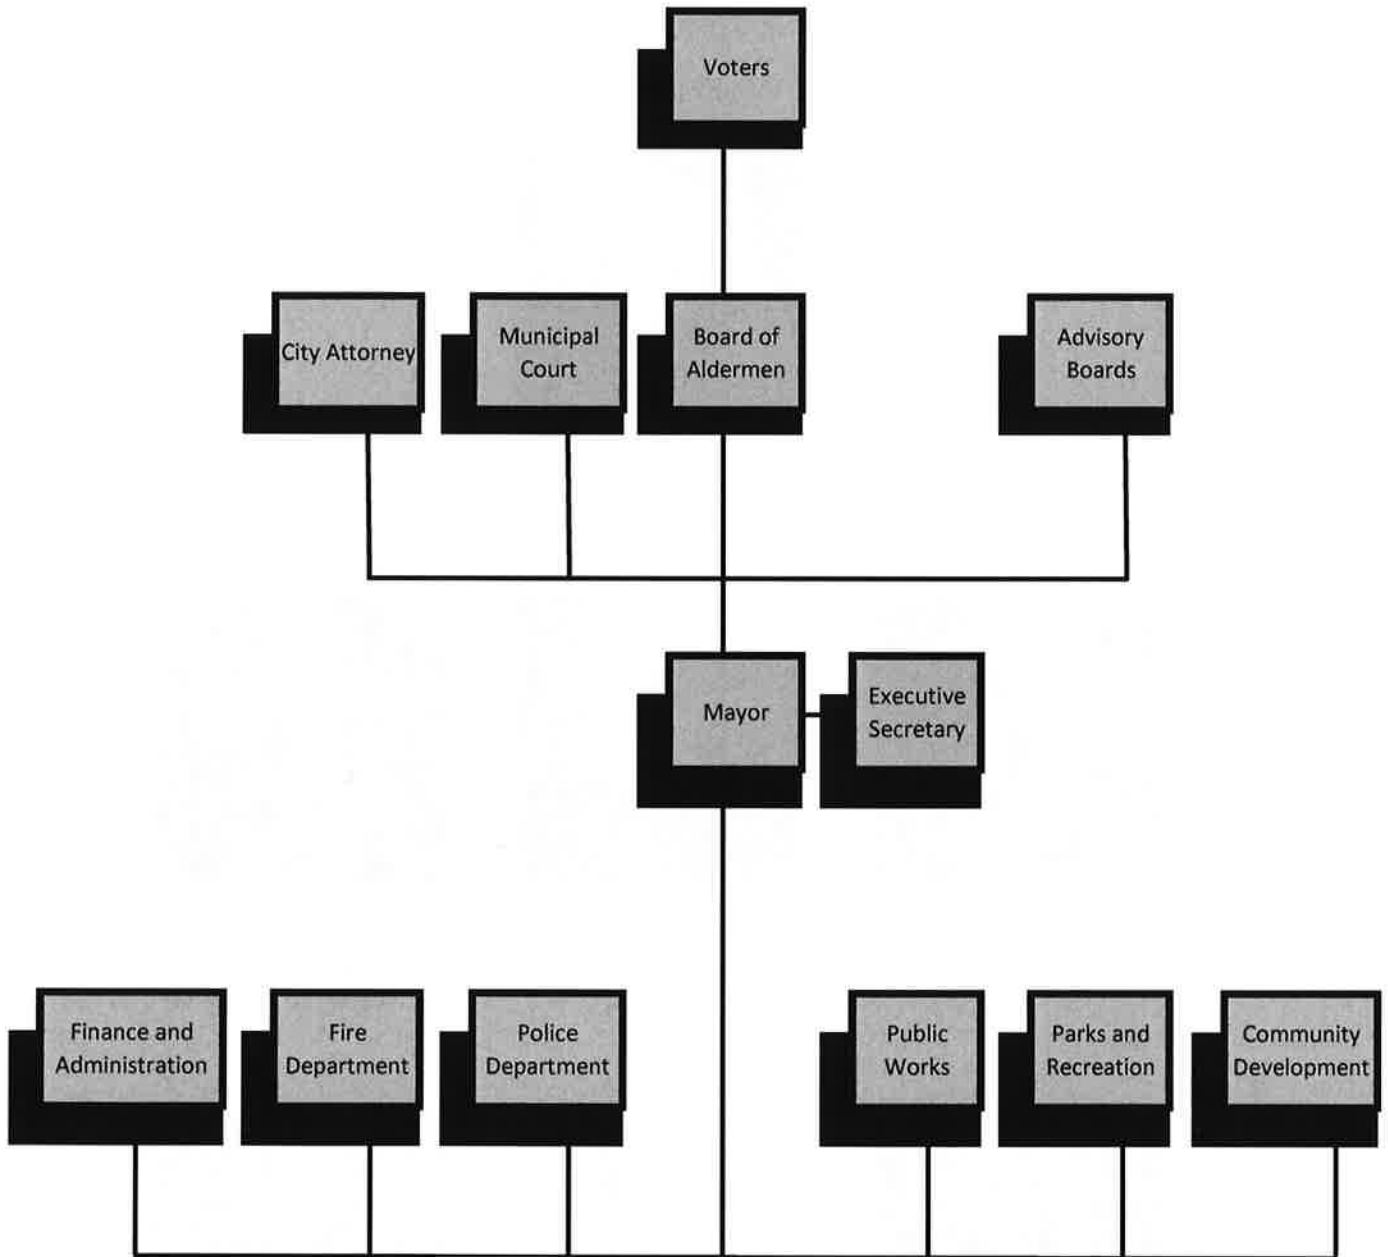 Voters
City Attorney
Municipal
Court
Board of
Aldermen
Advisory
Boards
Mayor
Executive
Secretary
Finance and
Administration
Fire
Department
Police
Department
Public
Works
Parks and
Recreation
Community
Development